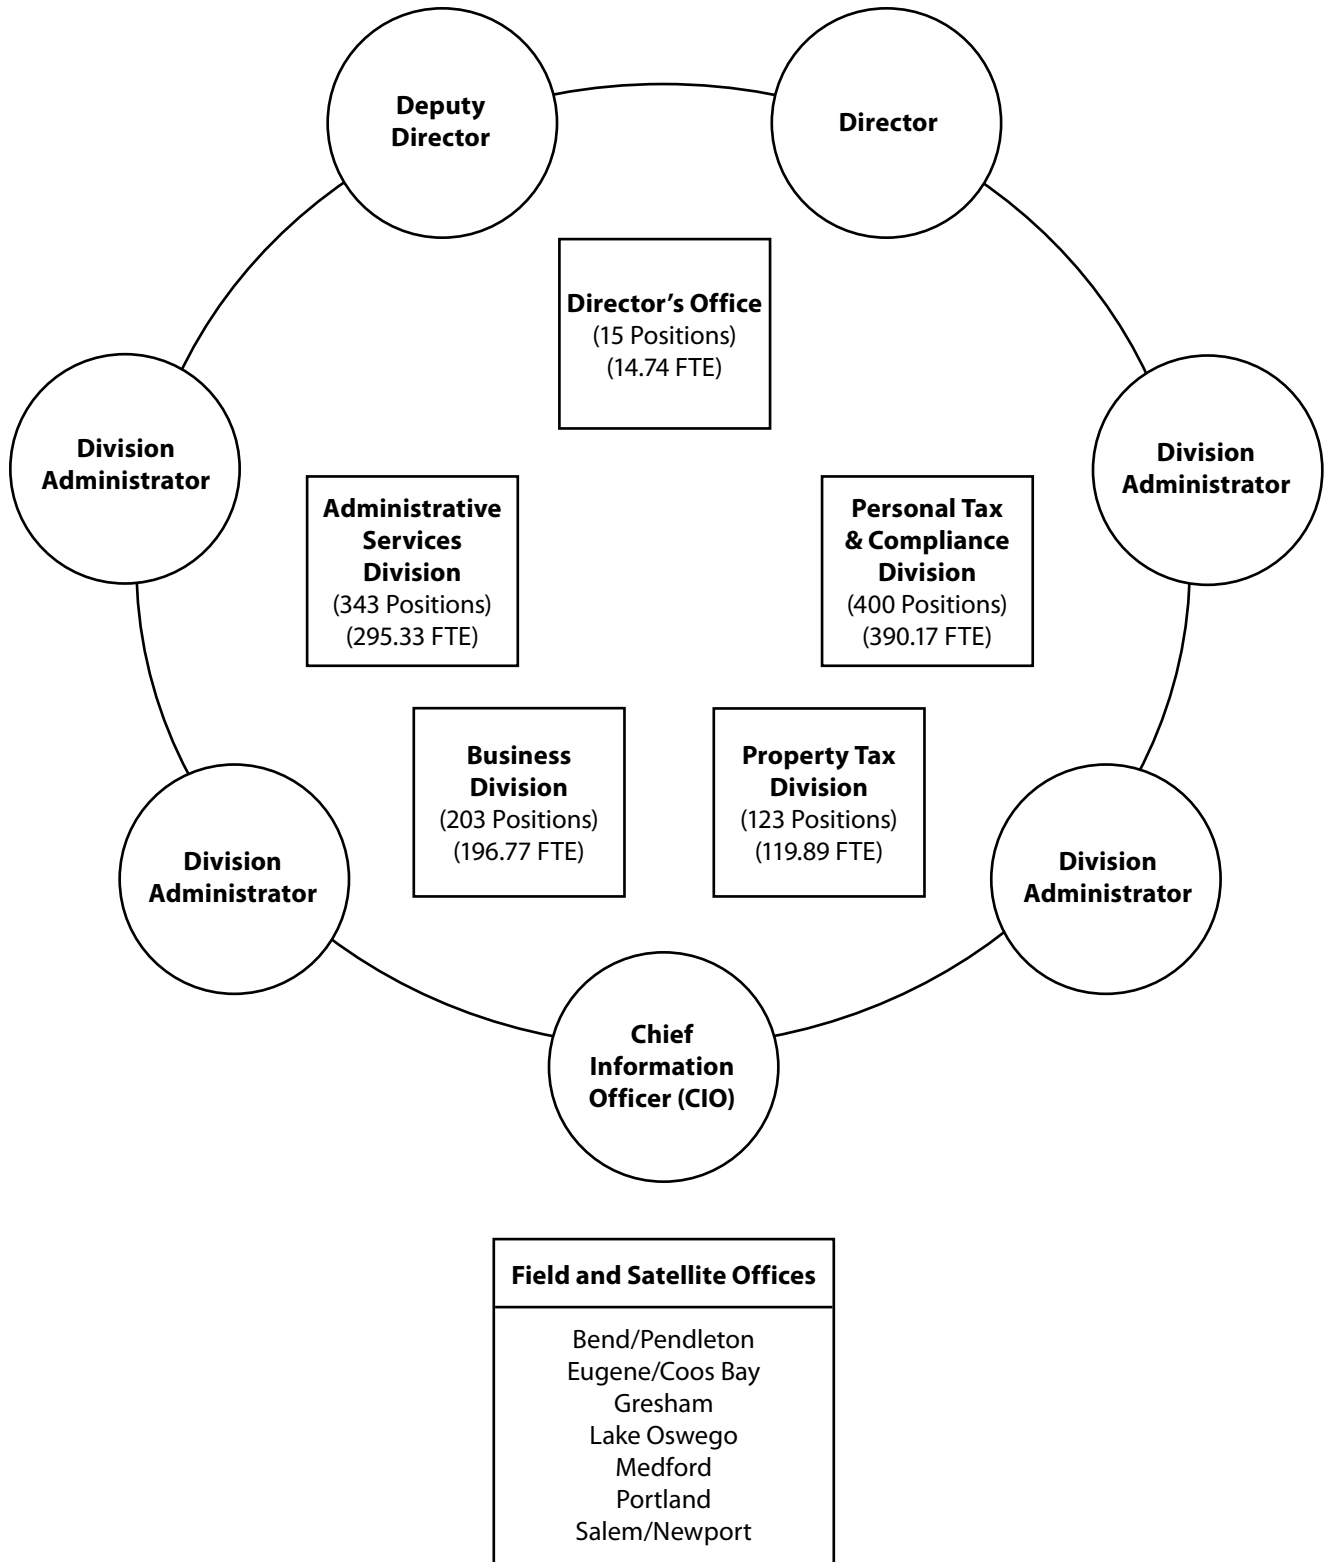 Deputy
Director
Director
Director’s Office
(15 Positions)
(14.74 FTE)
Division
Administrator
Division
Administrator
Administrative
Services
Division
(343 Positions)
(295.33 FTE)
Personal Tax
& Compliance
Division
(400 Positions)
(390.17 FTE)
Business
Division
(203 Positions)
(196.77 FTE)
Property Tax
Division
(123 Positions)
(119.89 FTE)
Division
Administrator
Division
Administrator
Chief
Information
Officer (CIO)
Field and Satellite Offices
Bend/Pendleton
Eugene/Coos Bay
Gresham
Lake Oswego
Medford
Portland
Salem/Newport